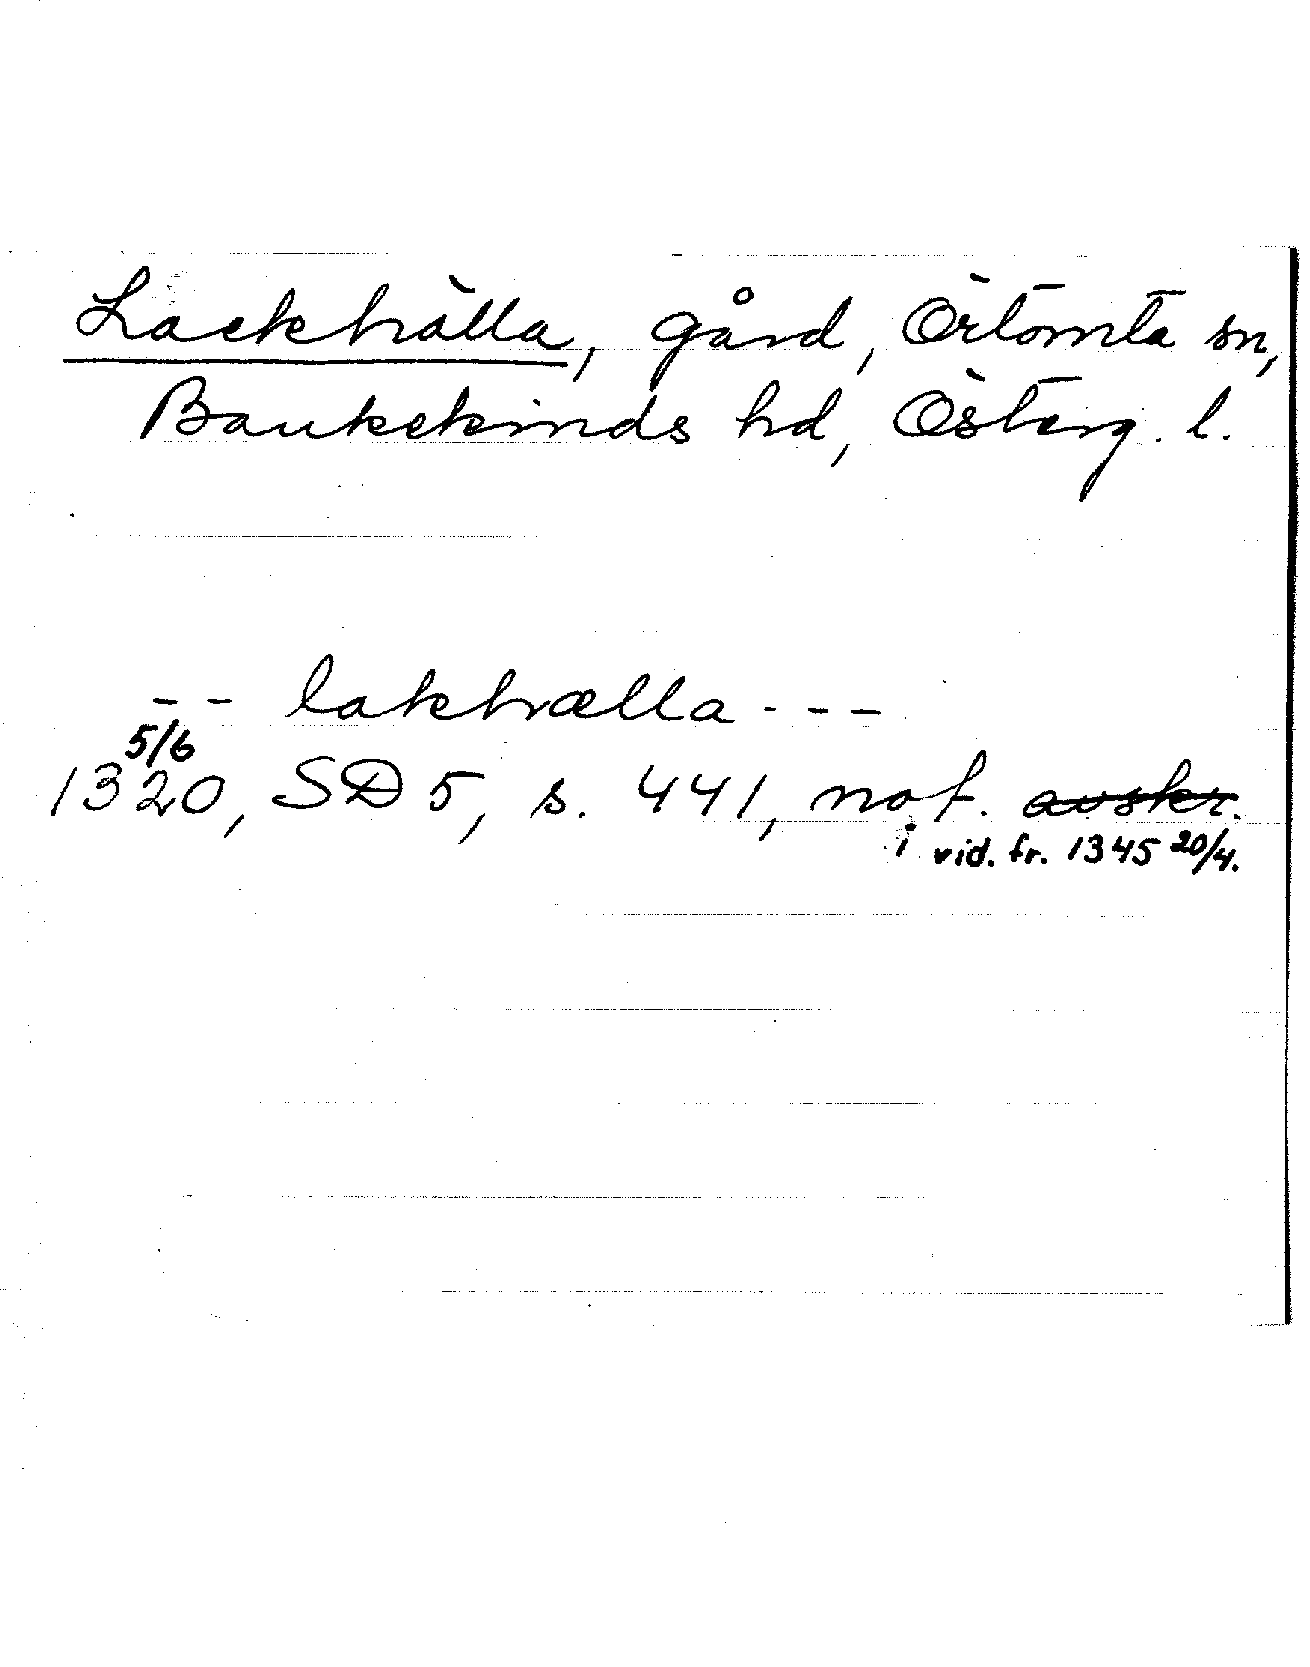 Lackhälla, gård, Örtomta sn,
Bankekinds hd, Österg. l.
-- lakhælla ---
1320 5/6, SD 5, s. 441, not. avskr.
i vid. fr. 1345 20/4.